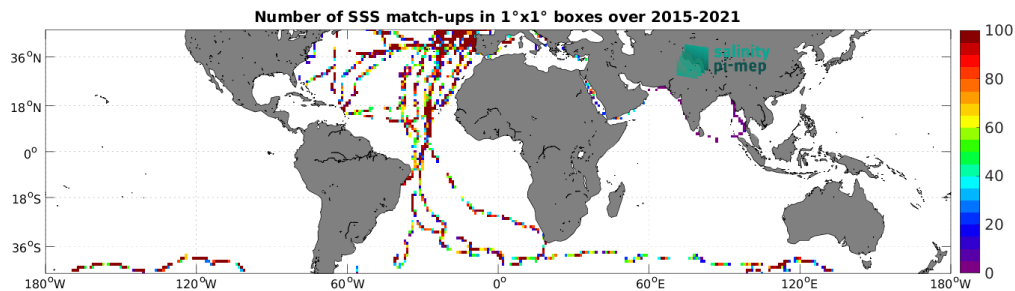 Number of SSS match-ups in 1°x1° boxes over 2015-2021
36°N
18°N
0°
18°S
36°S
180°W
120°W
60°W
0°
60°E
120°E
180°W
salinity
pi-mep
100
80
60
40
20
0